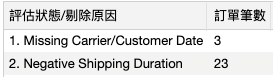 評估狀態/剔除原因 訂單筆數
1. Missing Carrier/Customer Date 3
2. Negative Shipping Duration 23